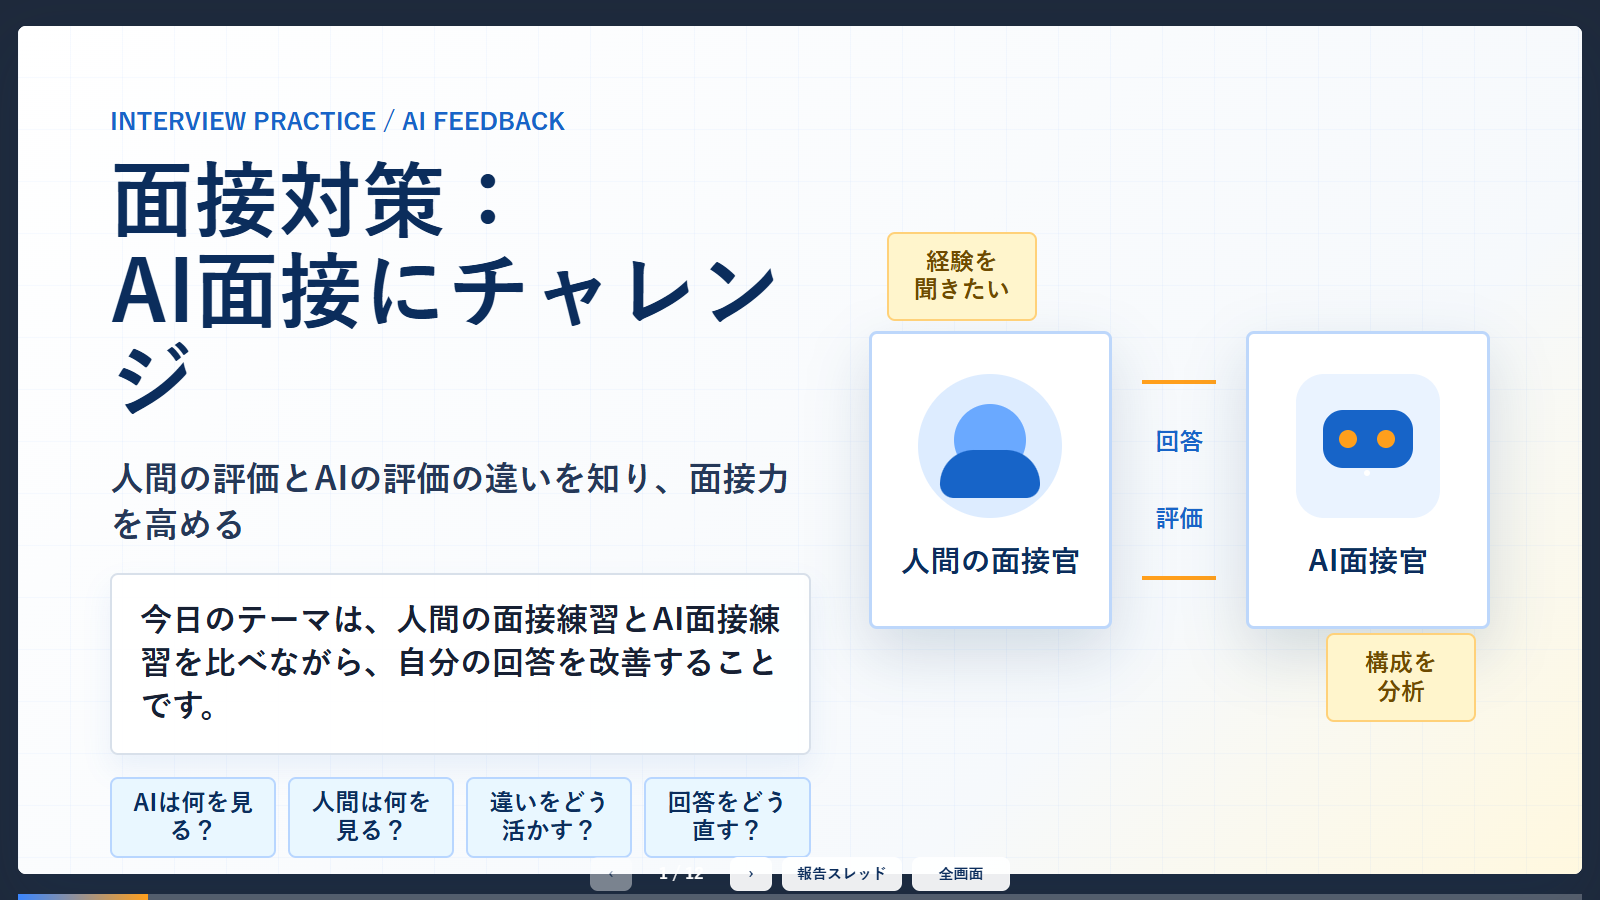 INTERVIEW PRACTICE / AI FEEDBACK
面接対策：
AI面接にチャレン
ジ
人間の評価とAIの評価の違いを知り、面接力
を高める
今日のテーマは、人間の面接練習とAI面接練
習を比べながら、自分の回答を改善すること
です。
AIは何を見
る？
人間は何を
見る？
違いをどう
活かす？
回答をどう
直す？
経験を
聞きたい
人間の面接官
回答
評価
AI面接官
構成を
分析
‹
1 / 12
›
報告スレッド
全画面